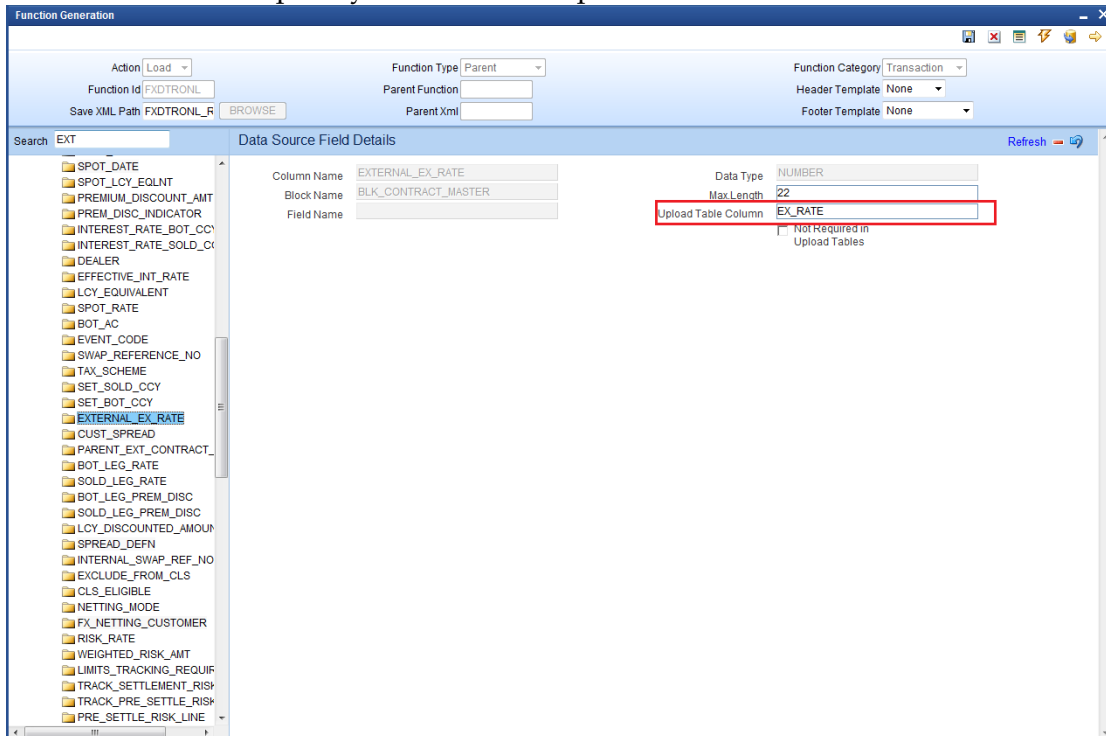 Function Generation
Action Load
Function Type Parent
Function Category Transaction
Function Id FXDTRONL
Parent Function
Header Template None
Save XML Path FXDTRONL_R BROWSE
Parent Xml
Footer Template None
Search EXT
Data Source Field Details
Refresh
SPOT_DATE
SPOT_LCY_EQLNT
PREMIUM_DISCOUNT_AMT
PREM_DISC_INDICATOR
INTEREST_RATE_BOT_CCY
INTEREST_RATE_SOLD_CC
DEALER
EFFECTIVE_INT_RATE
LCY_EQUIVALENT
SPOT_RATE
BOT_AC
EVENT_CODE
SWAP_REFERENCE_NO
TAX_SCHEME
SET_SOLD_CCY
SET_BOT_CCY
EXTERNAL_EX_RATE
CUST_SPREAD
PARENT_EXT_CONTRACT_
BOT_LEG_RATE
SOLD_LEG_RATE
BOT_LEG_PREM_DISC
SOLD_LEG_PREM_DISC
LCY_DISCOUNTED_AMOUN
SPREAD_DEFN
INTERNAL_SWAP_REF_NO
EXCLUDE_FROM_CLS
CLS_ELIGIBLE
NETTING_MODE
FX_NETTING_CUSTOMER
RISK_RATE
WEIGHTED_RISK_AMT
LIMITS_TRACKING_REQUIR
TRACK_SETTLEMENT_RISK
TRACK_PRE_SETTLE_RISK
PRE_SETTLE_RISK_LINE
Column Name EXTERNAL_EX_RATE
Data Type NUMBER
Block Name BLK_CONTRACT_MASTER
Max.Length 22
Field Name
Upload Table Column EX_RATE
Not Required in
Upload Tables